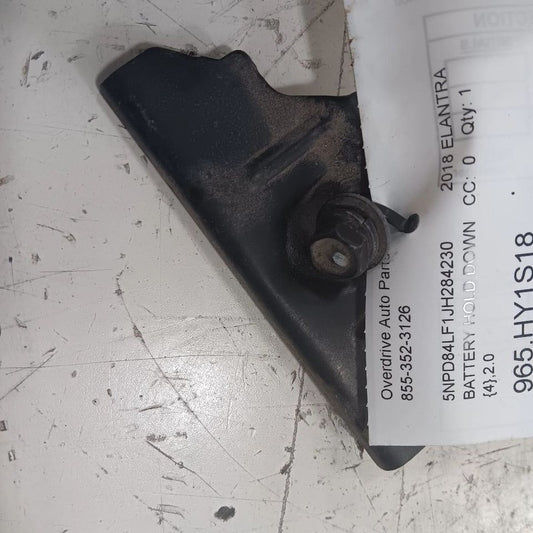 Overdrive Auto Parts
855-352-3126
5NPD84LF1JH284230 2018 ELANTRA
BATTERY HOLD DOWN CC: 0 Qty: 1
{4},2.0
965.HY1S18